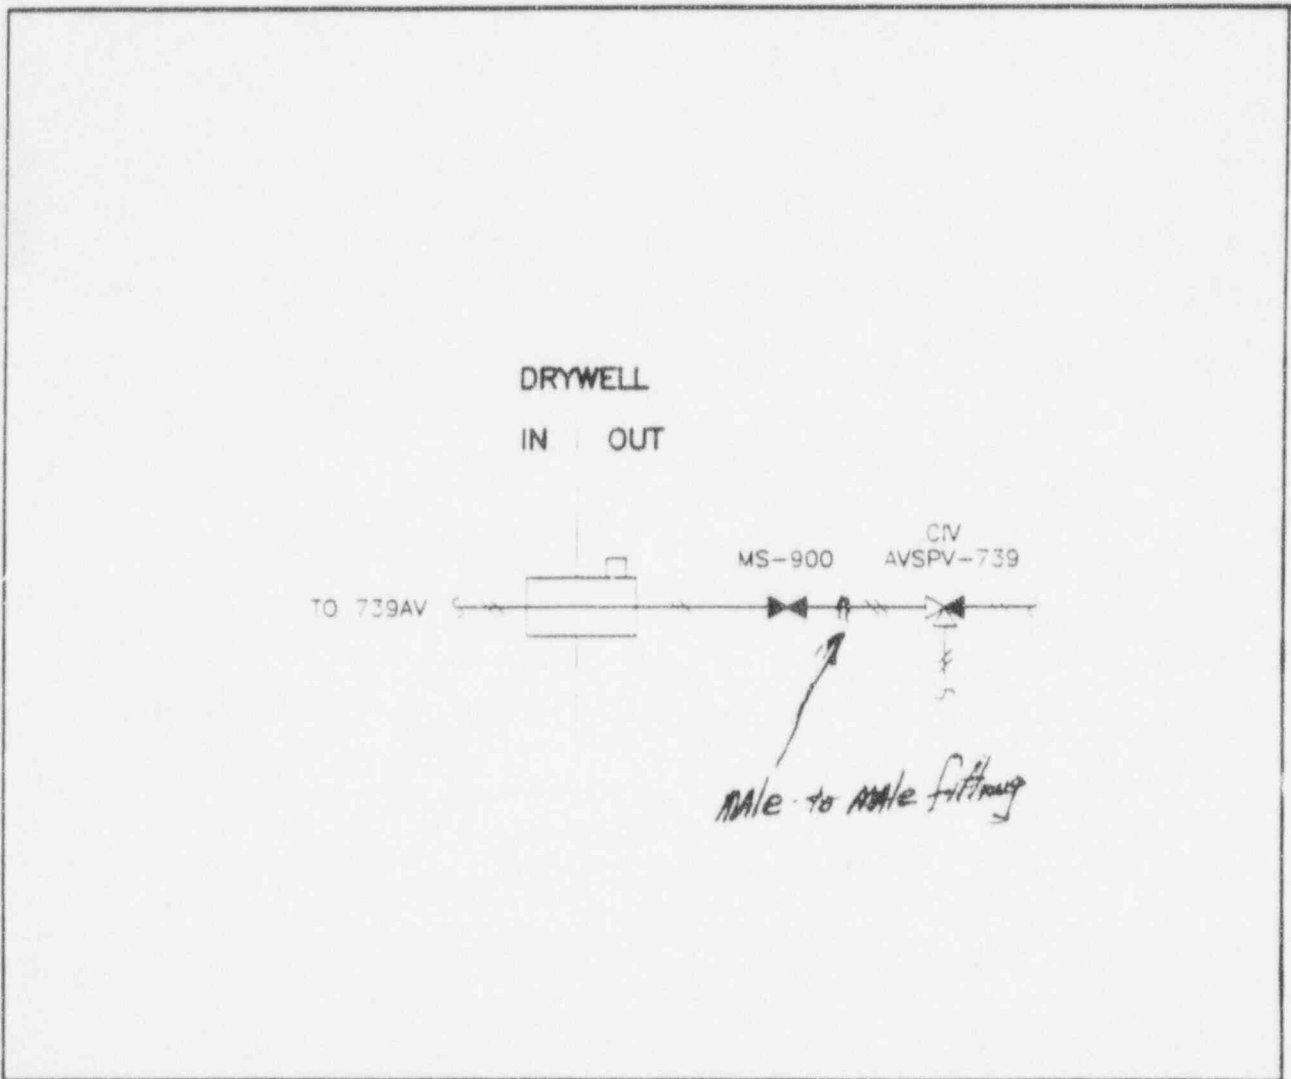 DRYWELL
IN OUT
CIV
MS-900 AVSPV-739
TO 739AV
MAle to MAle fitting